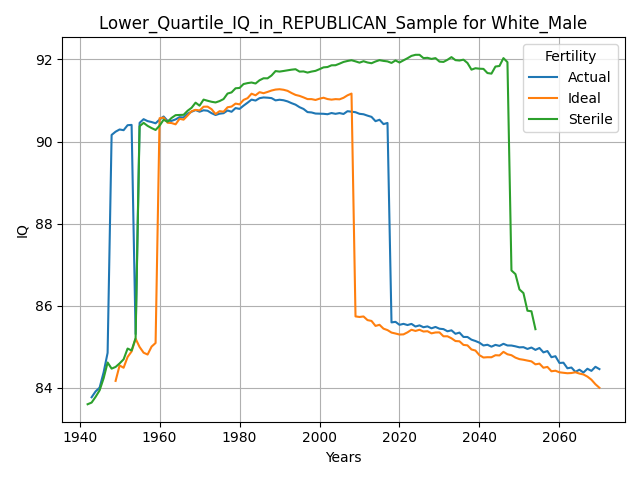 Lower_Quartile_IQ_in_REPUBLICAN_Sample for White_Male
Fertility
Actual
Ideal
Sterile
IQ
92
90
88
86
84
1940
1960
1980
2000
2020
2040
2060
Years